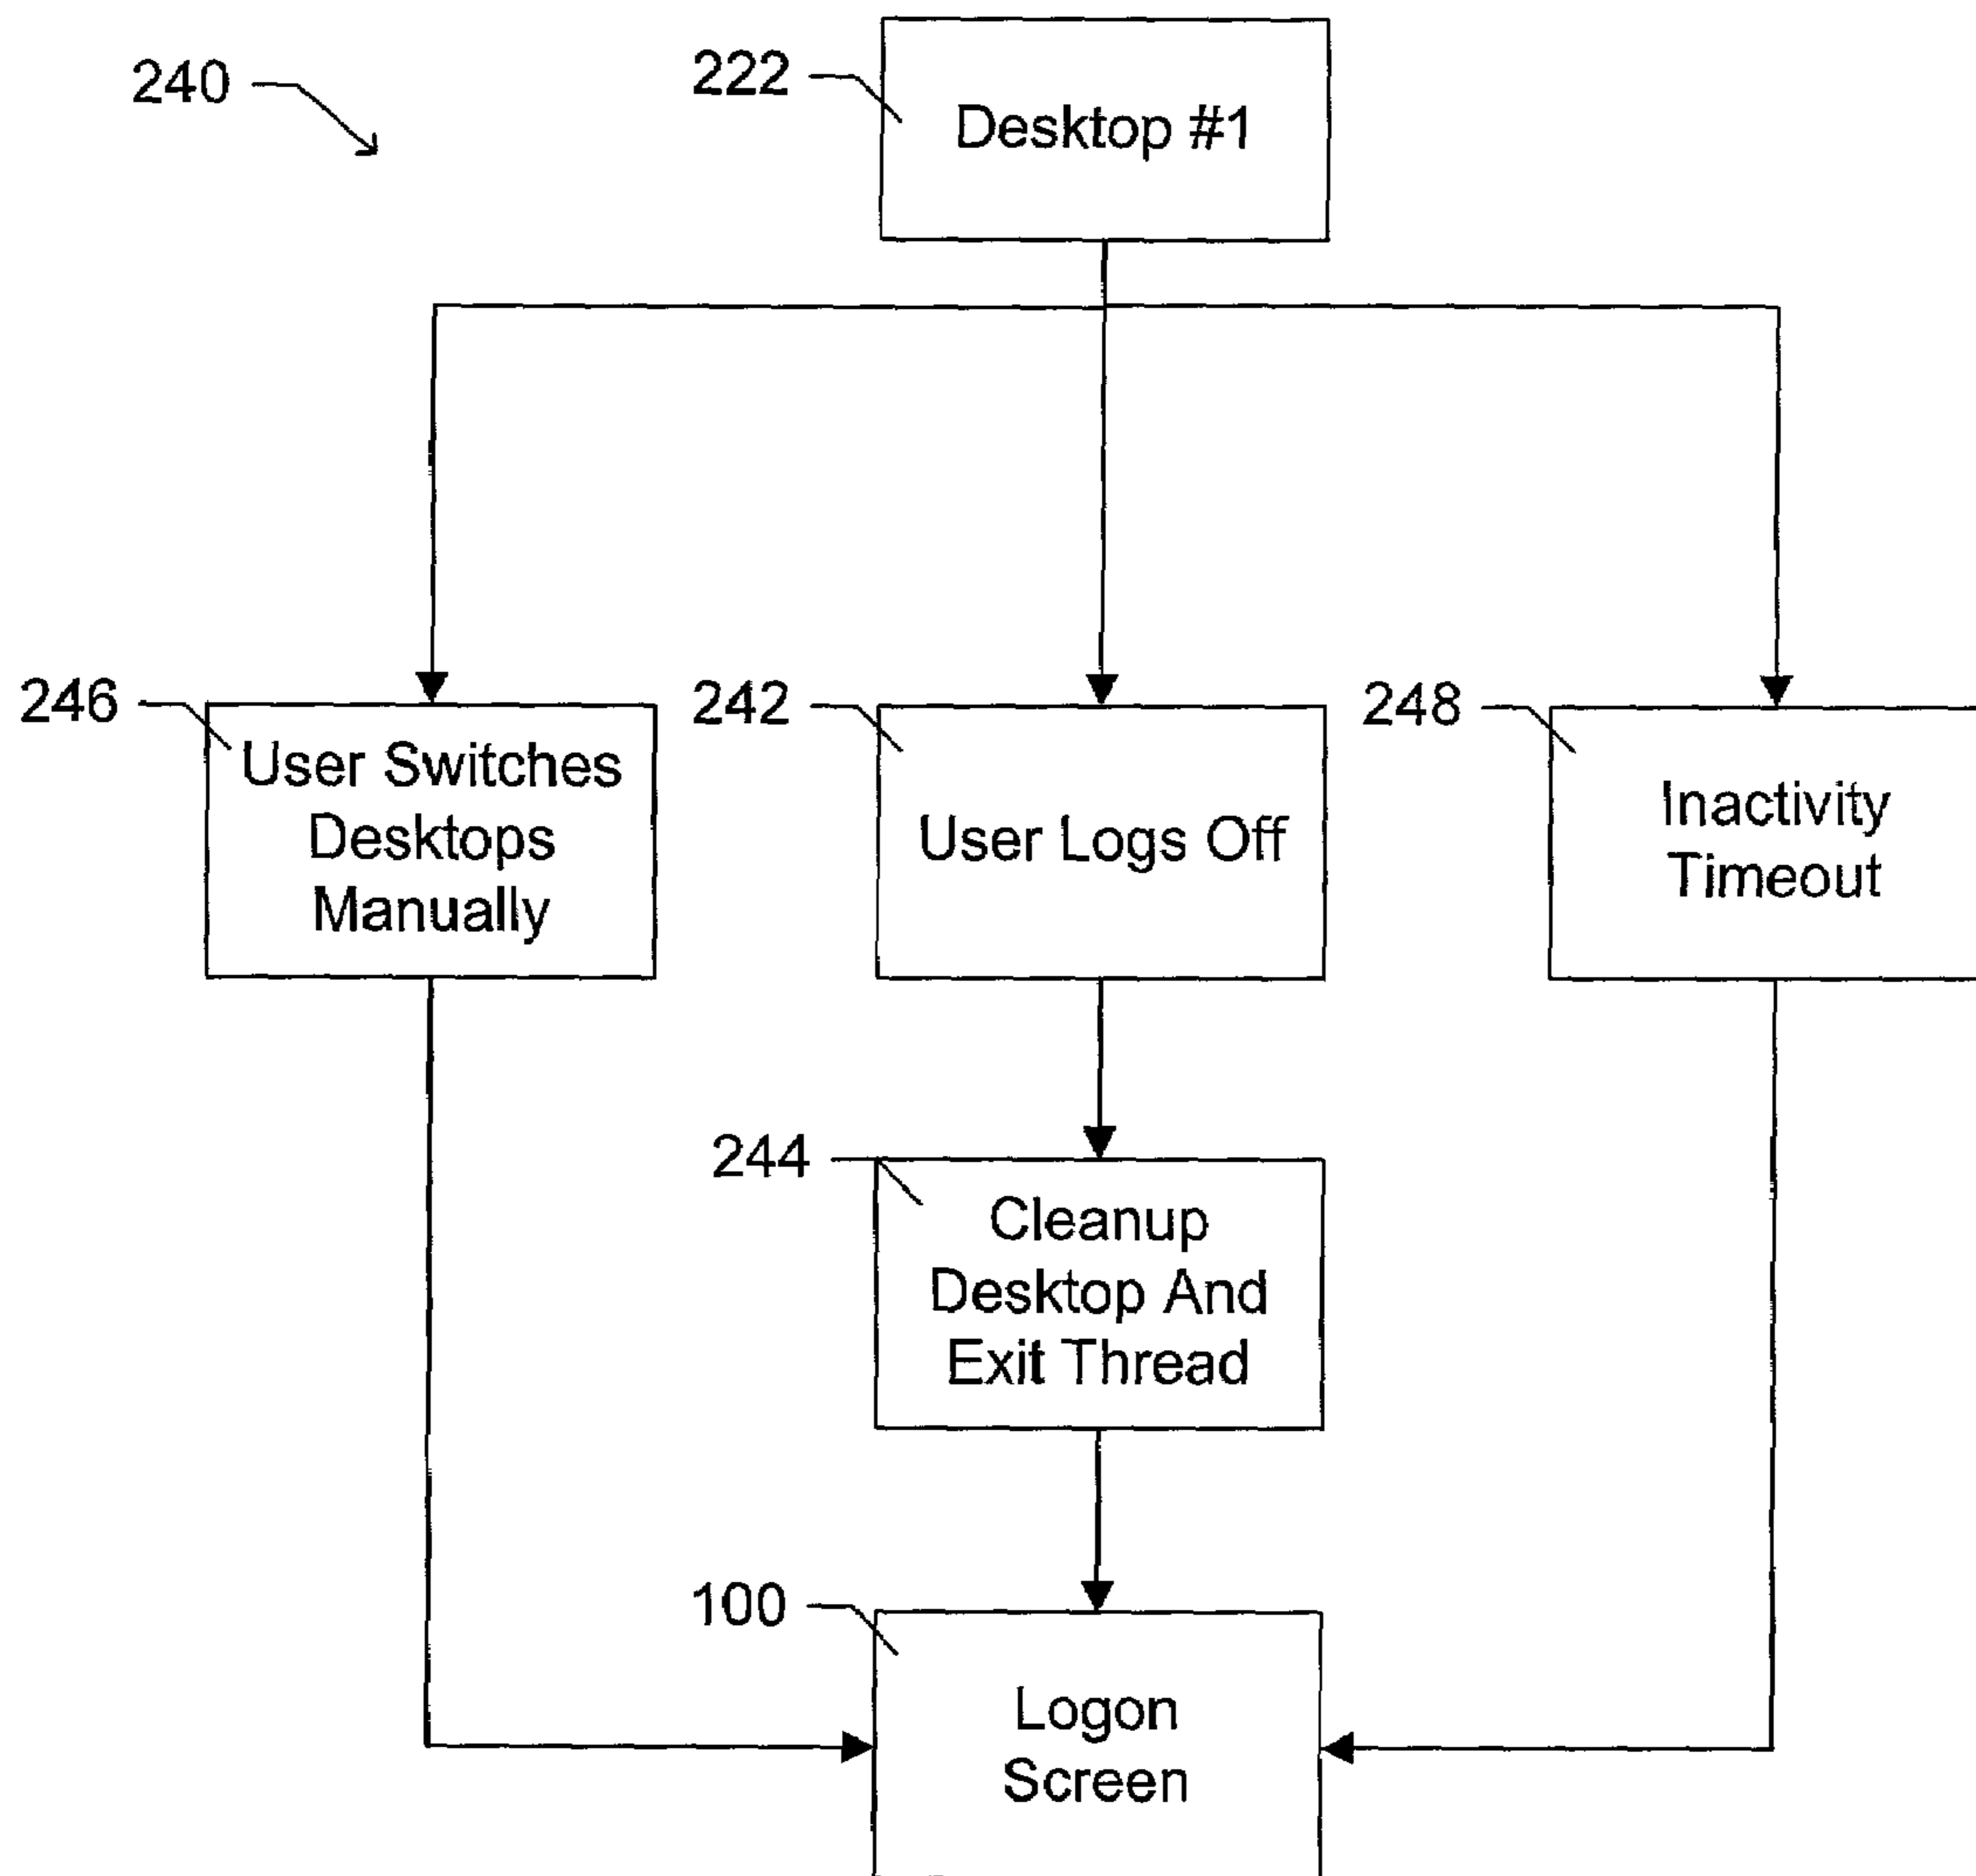 240
222
Desktop #1
246
User Switches
Desktops
Manually
242
User Logs Off
248
Inactivity
Timeout
244
Cleanup
Desktop And
Exit Thread
100
Logon
Screen